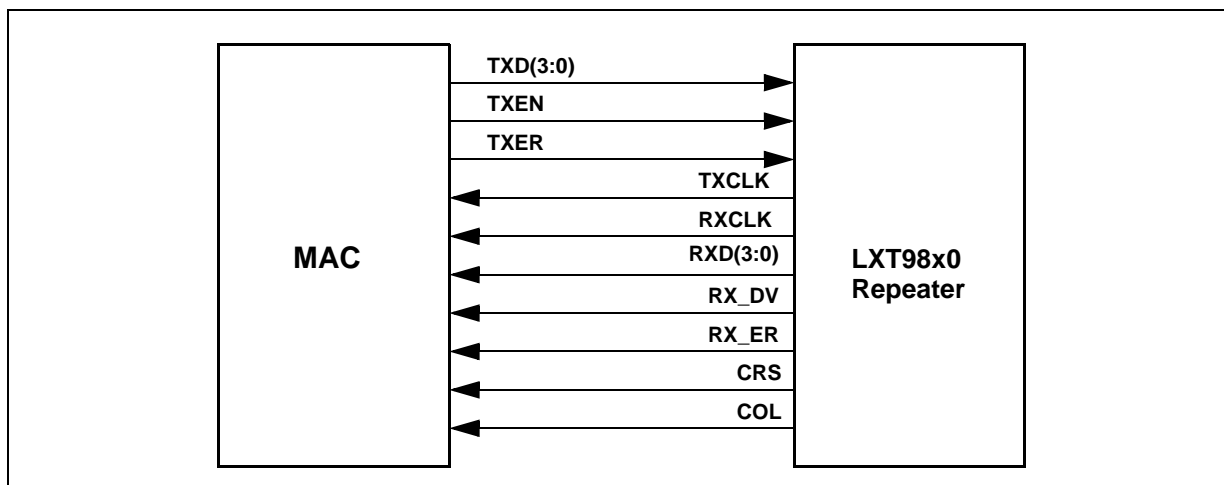 TXD(3:0)
TXEN
TXER
TXCLK
RXCLK
RXD(3:0)
RX_DV
RX_ER
CRS
COL
MAC
LXT98x0
Repeater